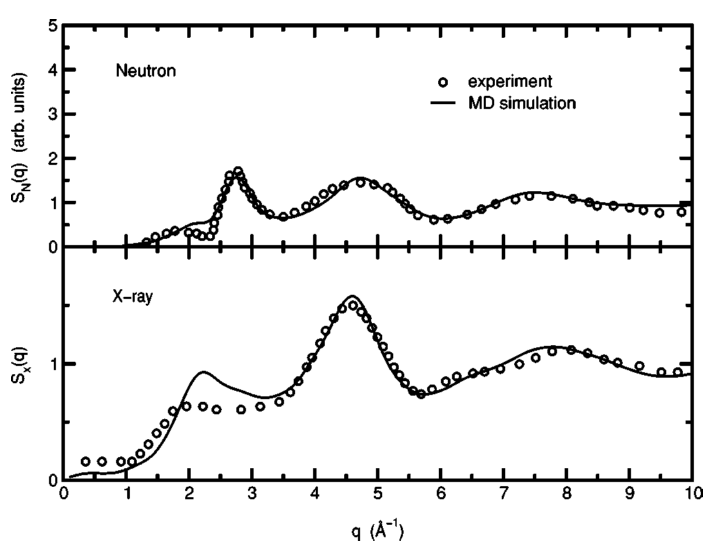 5
4
3
2
1
0
S_N(q) (arb. units)
Neutron
experiment
MD simulation
1
0
S_x(q)
X-ray
0 1 2 3 4 5 6 7 8 9 10
q (Å⁻¹)